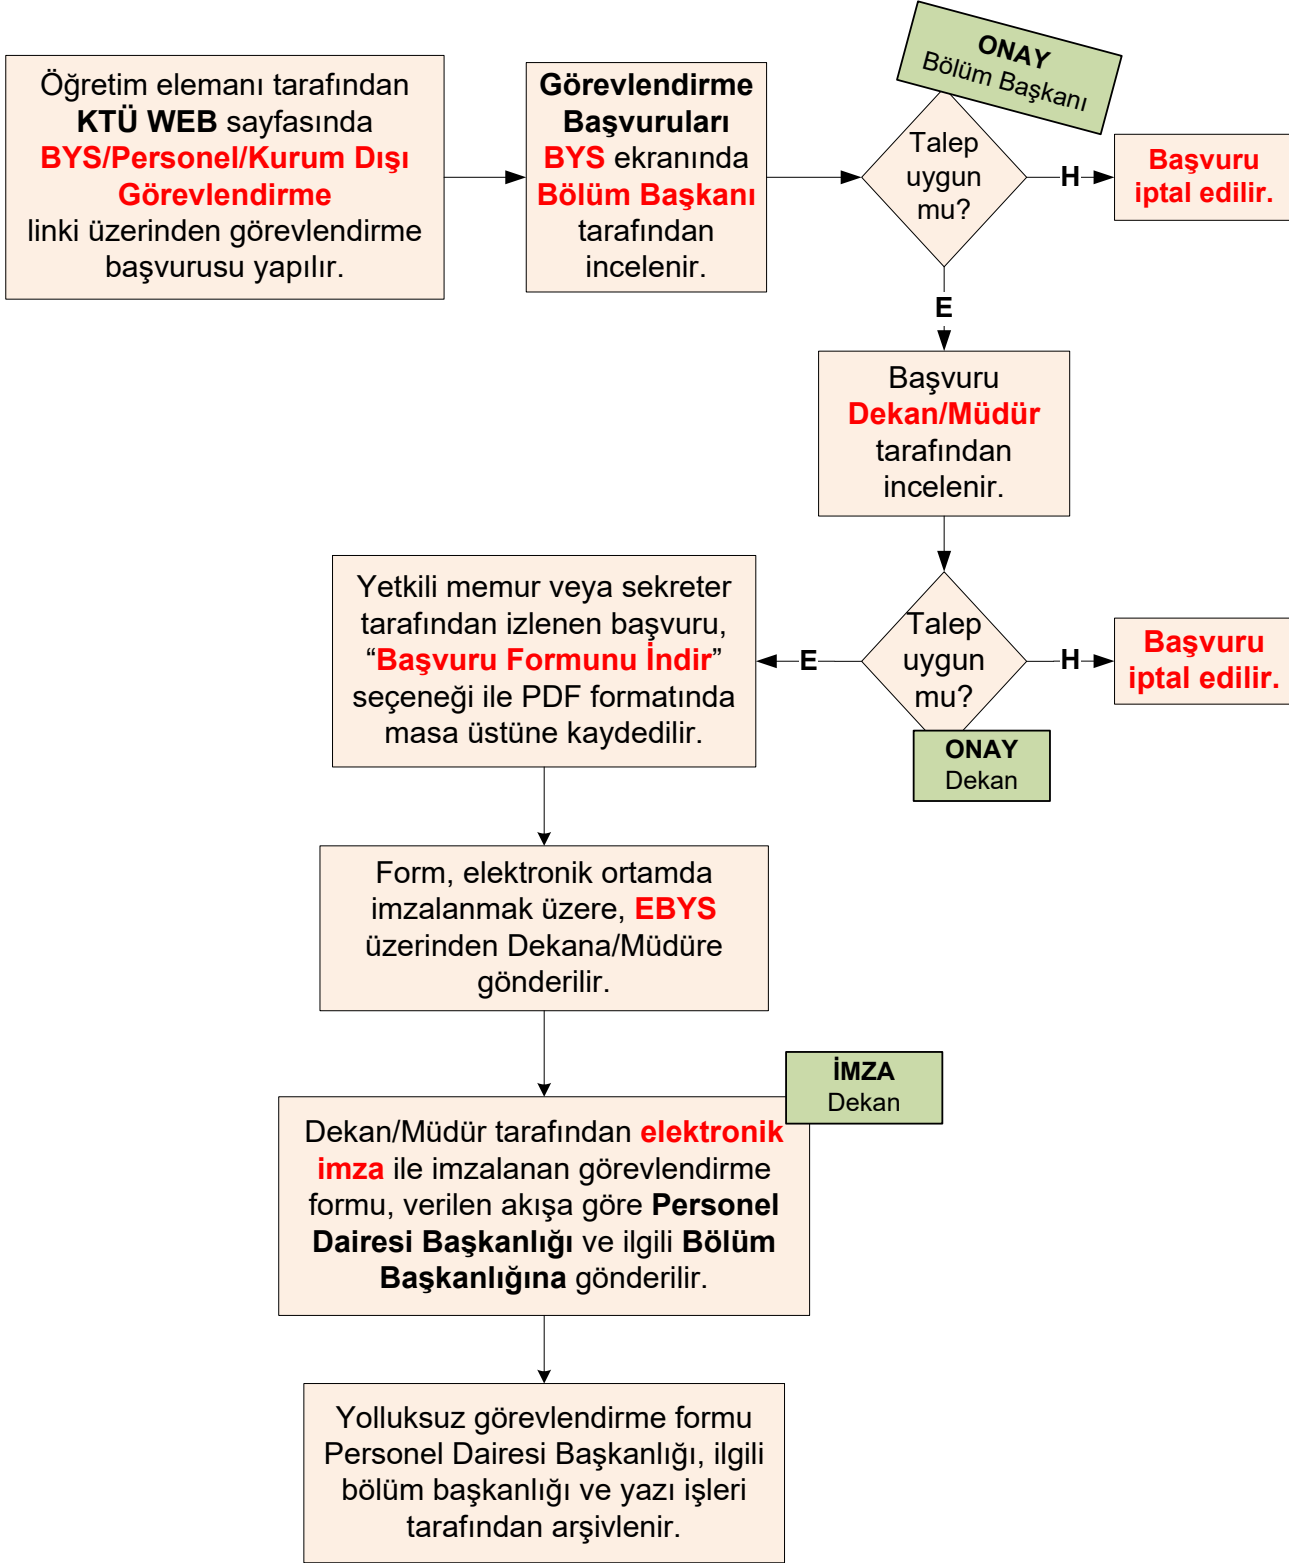 Öğretim elemanı tarafından
KTÜ WEB sayfasında
BYS/Personel/Kurum Dışı
Görevlendirme
linki üzerinden görevlendirme
başvurusu yapılır.
Görevlendirme
Başvuruları
BYS ekranında
Bölüm Başkanı
tarafından
incelenir.
ONAY
Bölüm Başkanı
Talep
uygun
mu?
H
Başvuru
iptal edilir.
E
Başvuru
Dekan/Müdür
tarafından
incelenir.
Talep
uygun
mu?
H
Başvuru
iptal edilir.
ONAY
Dekan
E
Yetkili memur veya sekreter
tarafından izlenen başvuru,
“Başvuru Formunu İndir”
seçeneği ile PDF formatında
masa üstüne kaydedilir.
Form, elektronik ortamda
imzalanmak üzere, EBYS
üzerinden Dekana/Müdüre
gönderilir.
İMZA
Dekan
Dekan/Müdür tarafından elektronik
imza ile imzalanan görevlendirme
formu, verilen akışa göre Personel
Dairesi Başkanlığı ve ilgili Bölüm
Başkanlığına gönderilir.
Yolluksuz görevlendirme formu
Personel Dairesi Başkanlığı, ilgili
bölüm başkanlığı ve yazı işleri
tarafından arşivlenir.